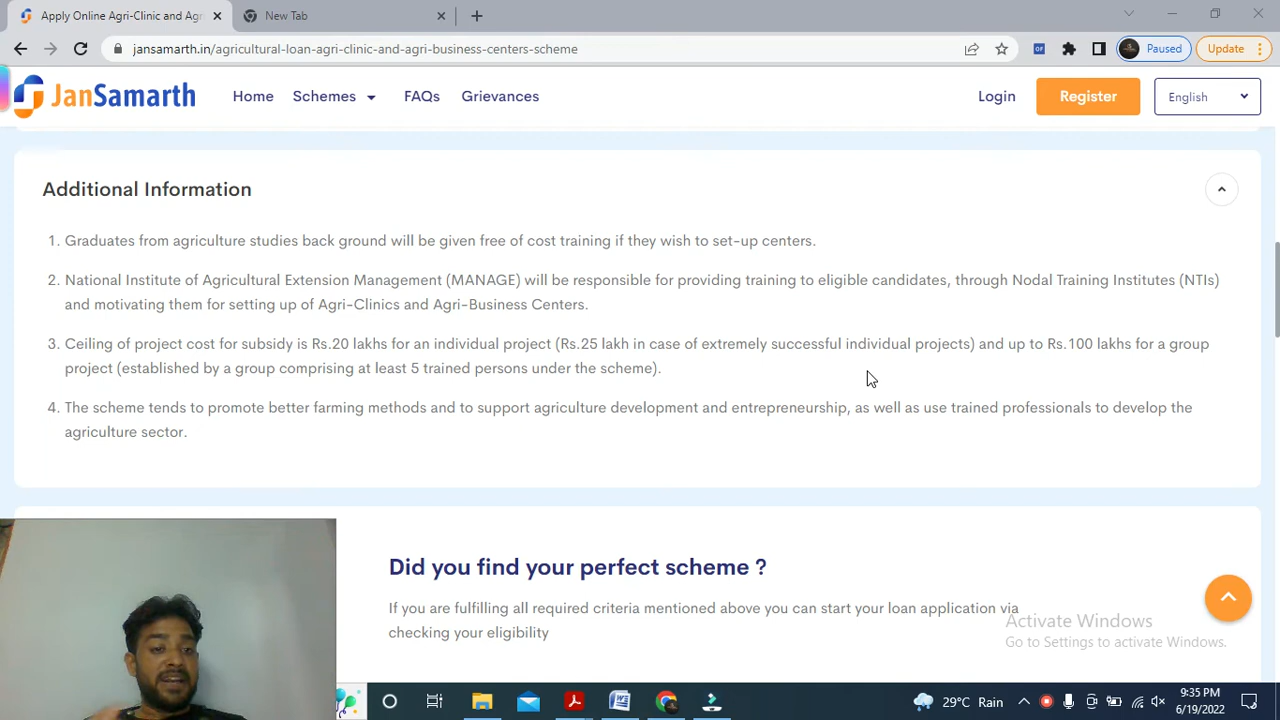 Apply Online Agri-Clinic and Agr
New Tab
jansamarth.in/agricultural-loan-agri-clinic-and-agri-business-centers-scheme
Paused
Update
JanSamarth
Home
Schemes
FAQs
Grievances
Login
Register
English
Additional Information
1. Graduates from agriculture studies back ground will be given free of cost training if they wish to set-up centers.
2. National Institute of Agricultural Extension Management (MANAGE) will be responsible for providing training to eligible candidates, through Nodal Training Institutes (NTIs)
and motivating them for setting up of Agri-Clinics and Agri-Business Centers.
3. Ceiling of project cost for subsidy is Rs.20 lakhs for an individual project (Rs.25 lakh in case of extremely successful individual projects) and up to Rs.100 lakhs for a group
project (established by a group comprising at least 5 trained persons under the scheme).
4. The scheme tends to promote better farming methods and to support agriculture development and entrepreneurship, as well as use trained professionals to develop the
agriculture sector.
Did you find your perfect scheme ?
If you are fulfilling all required criteria mentioned above you can start your loan application via
checking your eligibility
Activate Windows
Go to Settings to activate Windows.
29°C Rain
9:35 PM
6/19/2022